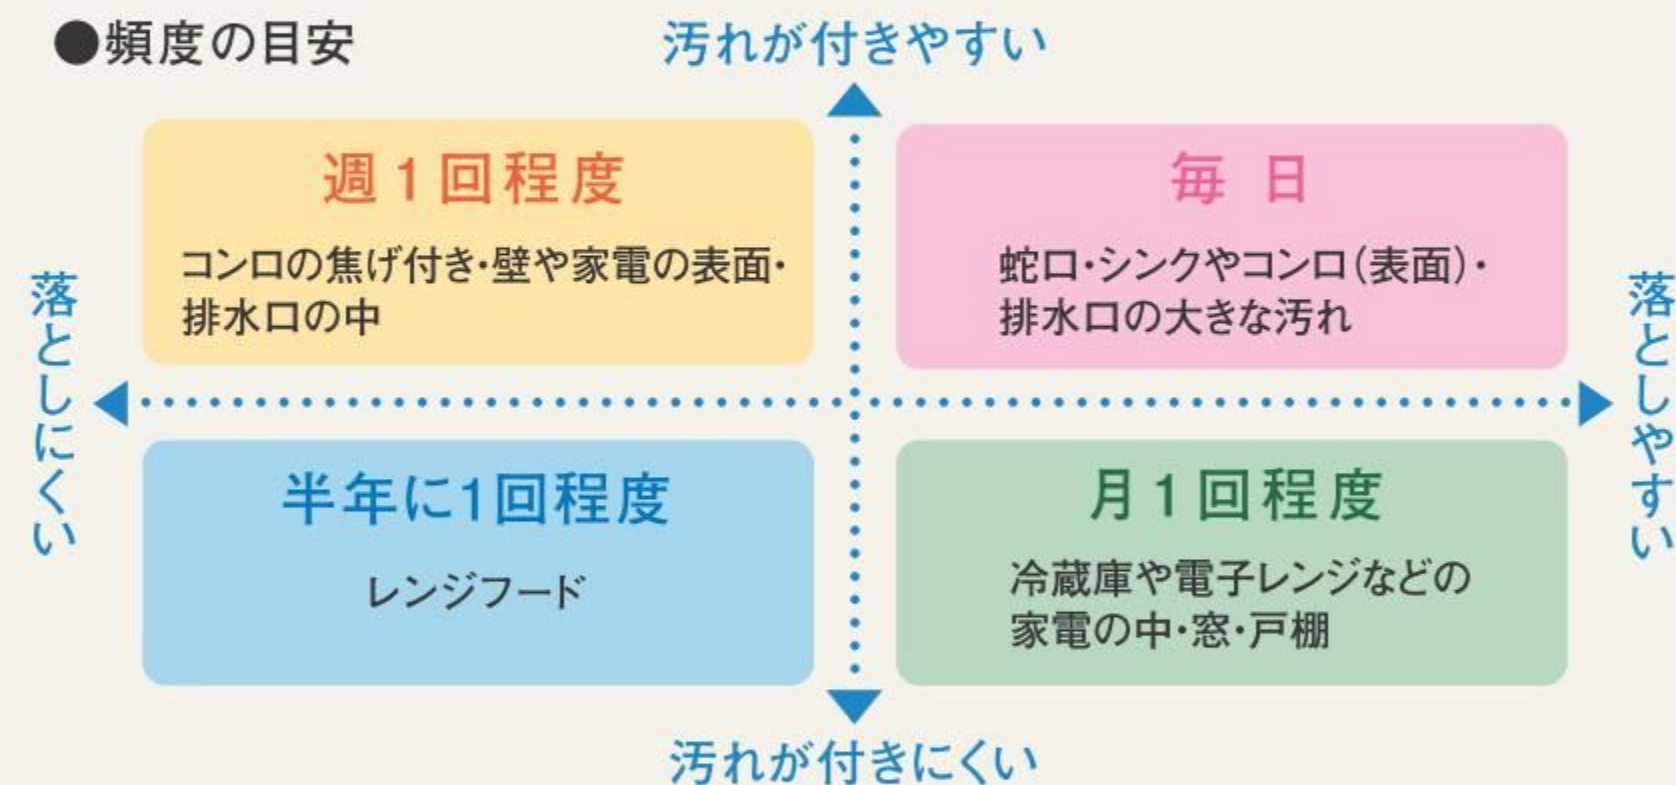 ●頻度の目安
汚れが付きやすい
週1回程度
コンロの焦げ付き・壁や家電の表面・
排水口の中
毎日
蛇口・シンクやコンロ(表面)・
排水口の大きな汚れ
落としにくい
落としやすい
半年に1回程度
レンジフード
月1回程度
冷蔵庫や電子レンジなどの
家電の中・窓・戸棚
汚れが付きにくい